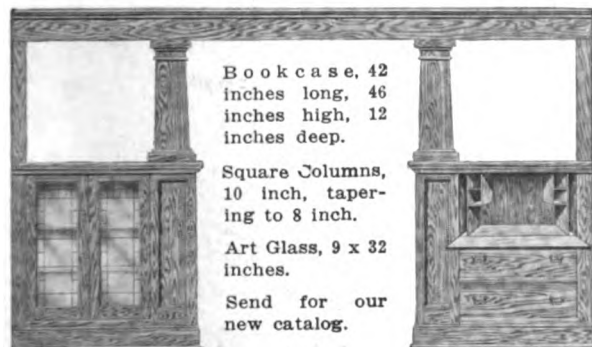 Bookcase, 42
inches long, 46
inches high, 12
inches deep.
Square Columns,
10 inch, taper-
ing to 8 inch.
Art Glass, 9 x 32
inches.
Send for our
new catalog.